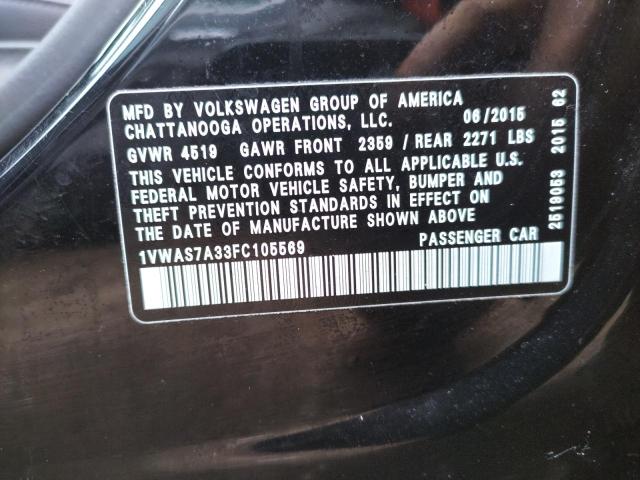 MFD BY VOLKSWAGEN GROUP OF AMERICA
CHATTANOOGA OPERATIONS, LLC. 06/2015
GVWR 4519 GAWR FRONT 2359 / REAR 2271 LBS
THIS VEHICLE CONFORMS TO ALL APPLICABLE U.S.
FEDERAL MOTOR VEHICLE SAFETY, BUMPER AND
THEFT PREVENTION STANDARDS IN EFFECT ON
THE DATE OF MANUFACTURE SHOWN ABOVE
1VWAS7A33FC105569 PASSENGER CAR
2519053 2015 62